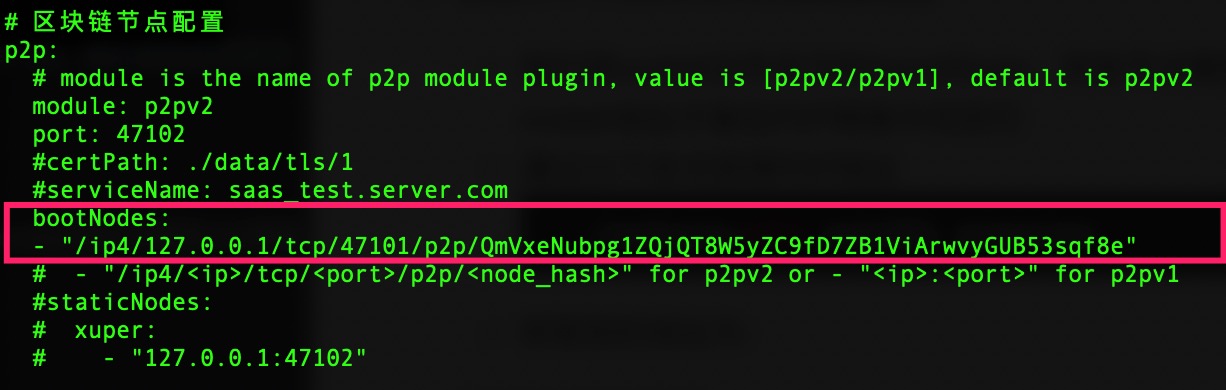 # 区块链节点配置
p2p:
  # module is the name of p2p module plugin, value is [p2pv2/p2pv1], default is p2pv2
  module: p2pv2
  port: 47102
  #certPath: ./data/tls/1
  #serviceName: saas_test.server.com
  bootNodes:
  - "/ip4/127.0.0.1/tcp/47101/p2p/QmVxeNubpg1ZQjQT8W5yZC9fD7ZB1ViArwvyGUB53sqf8e"
  #  - "/ip4/<ip>/tcp/<port>/p2p/<node_hash>" for p2pv2 or - "<ip>:<port>" for p2pv1
  #staticNodes:
  #  xuper:
  #    - "127.0.0.1:47102"